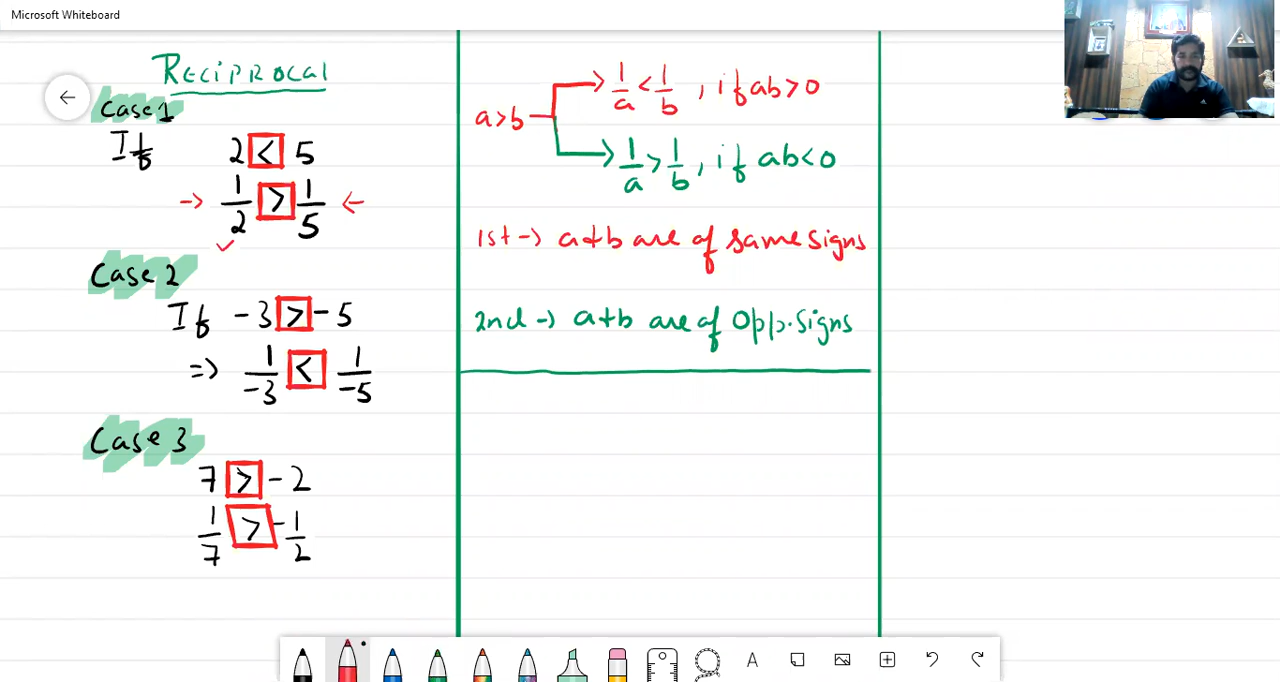 Microsoft Whiteboard
RECIPROCAL
Case 1
If 2 < 5
→ 1/2 > 1/5 ←
✓
Case 2
If -3 > -5
=> 1/-3 < 1/-5
Case 3
7 > -2
1/7 > -1/2
a>b → 1/a < 1/b , if ab>0
→ 1/a > 1/b , if ab<0
1st → a + b are of same signs
2nd → a + b are of Opp. signs
A